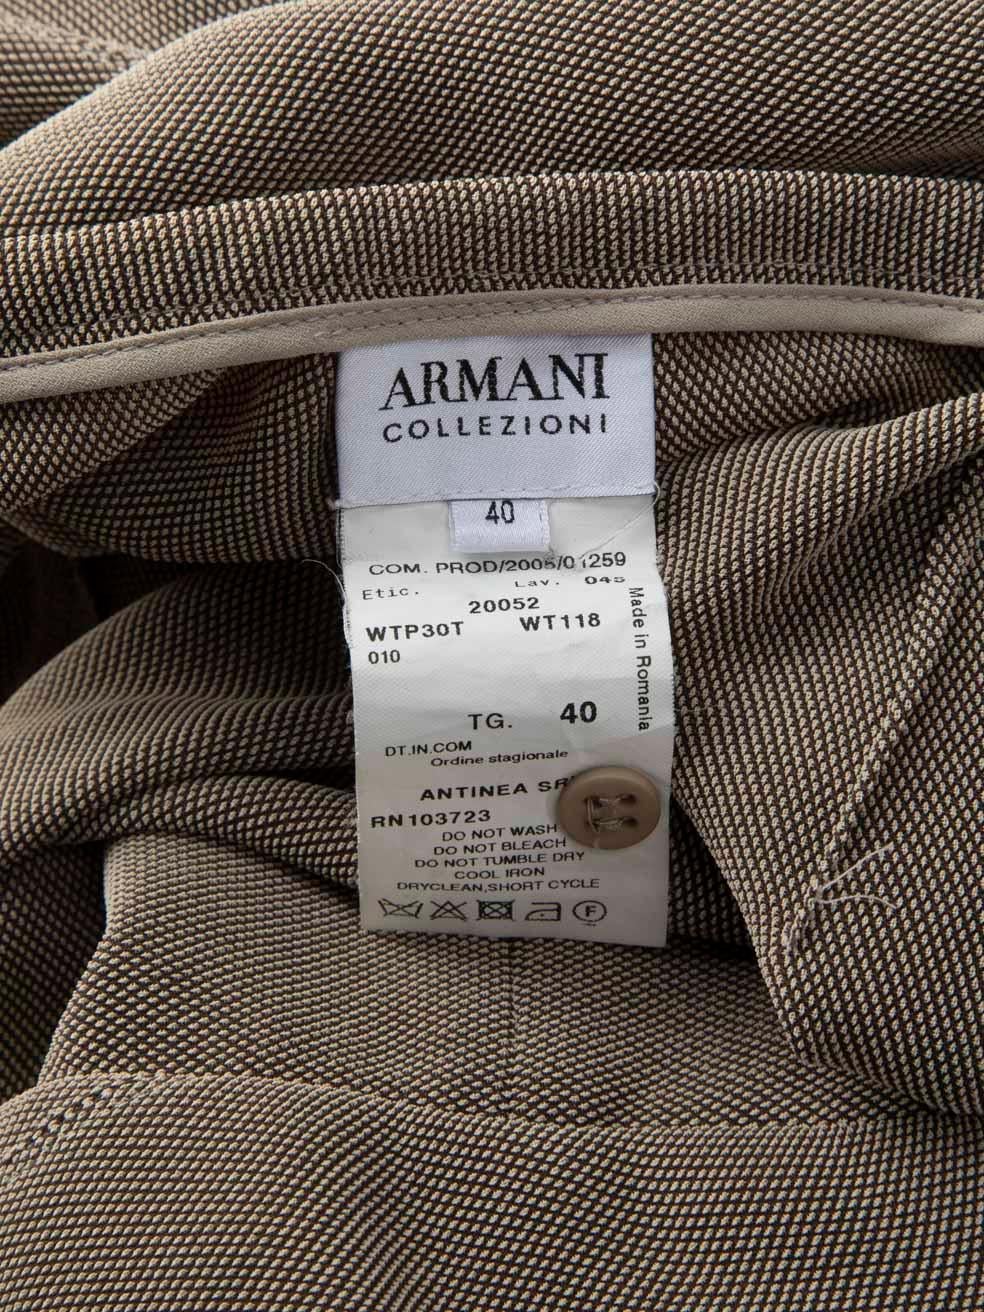 ARMANI
COLLEZIONI
40
COM. PROD/2005/01259
Etic. Lav. 045
20052
WTP30T WT118
010
Made in Romania
TG. 40
DT.IN.COM
Ordine stagionale
ANTINEA
RN103723
DO NOT WASH
DO NOT BLEACH
DO NOT TUMBLE DRY
COOL IRON
DRYCLEAN,SHORT CYCLE
F